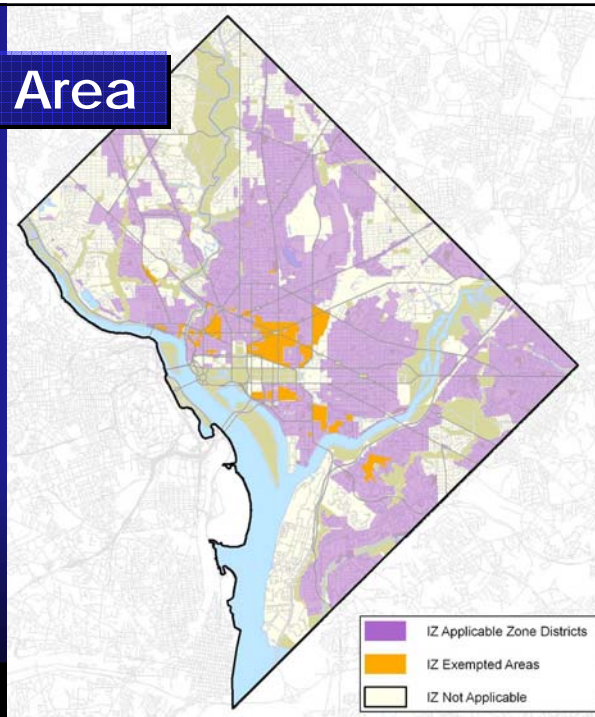 Area
IZ Applicable Zone Districts
IZ Exempted Areas
IZ Not Applicable